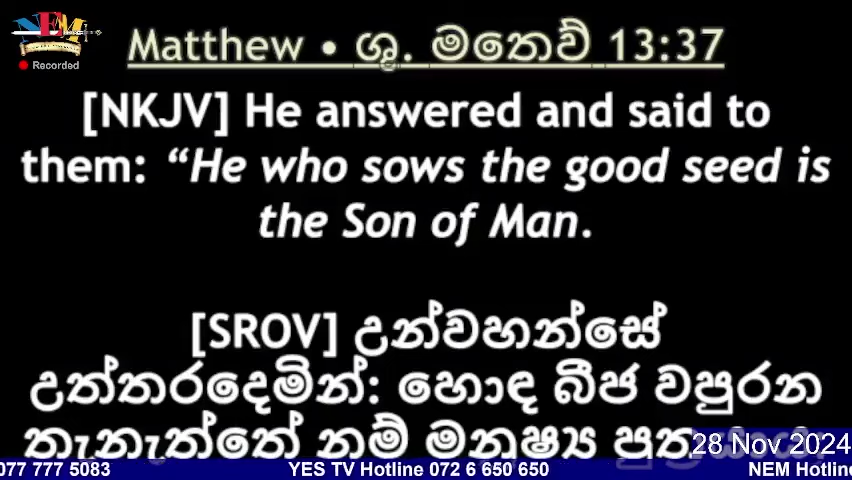 NEM
Recorded
Matthew • ශු. මතෙව් 13:37
[NKJV] He answered and said to
them: “He who sows the good seed is
the Son of Man.
[SROV] උන්වහන්සේ
උත්තරදෙමින්: හොඳ බීජ වපුරන
තැනැත්තේ නම් මනුෂ්‍ය පුත්‍ර
28 Nov 2024
077 777 5083 YES TV Hotline 072 6 650 650 NEM Hotline